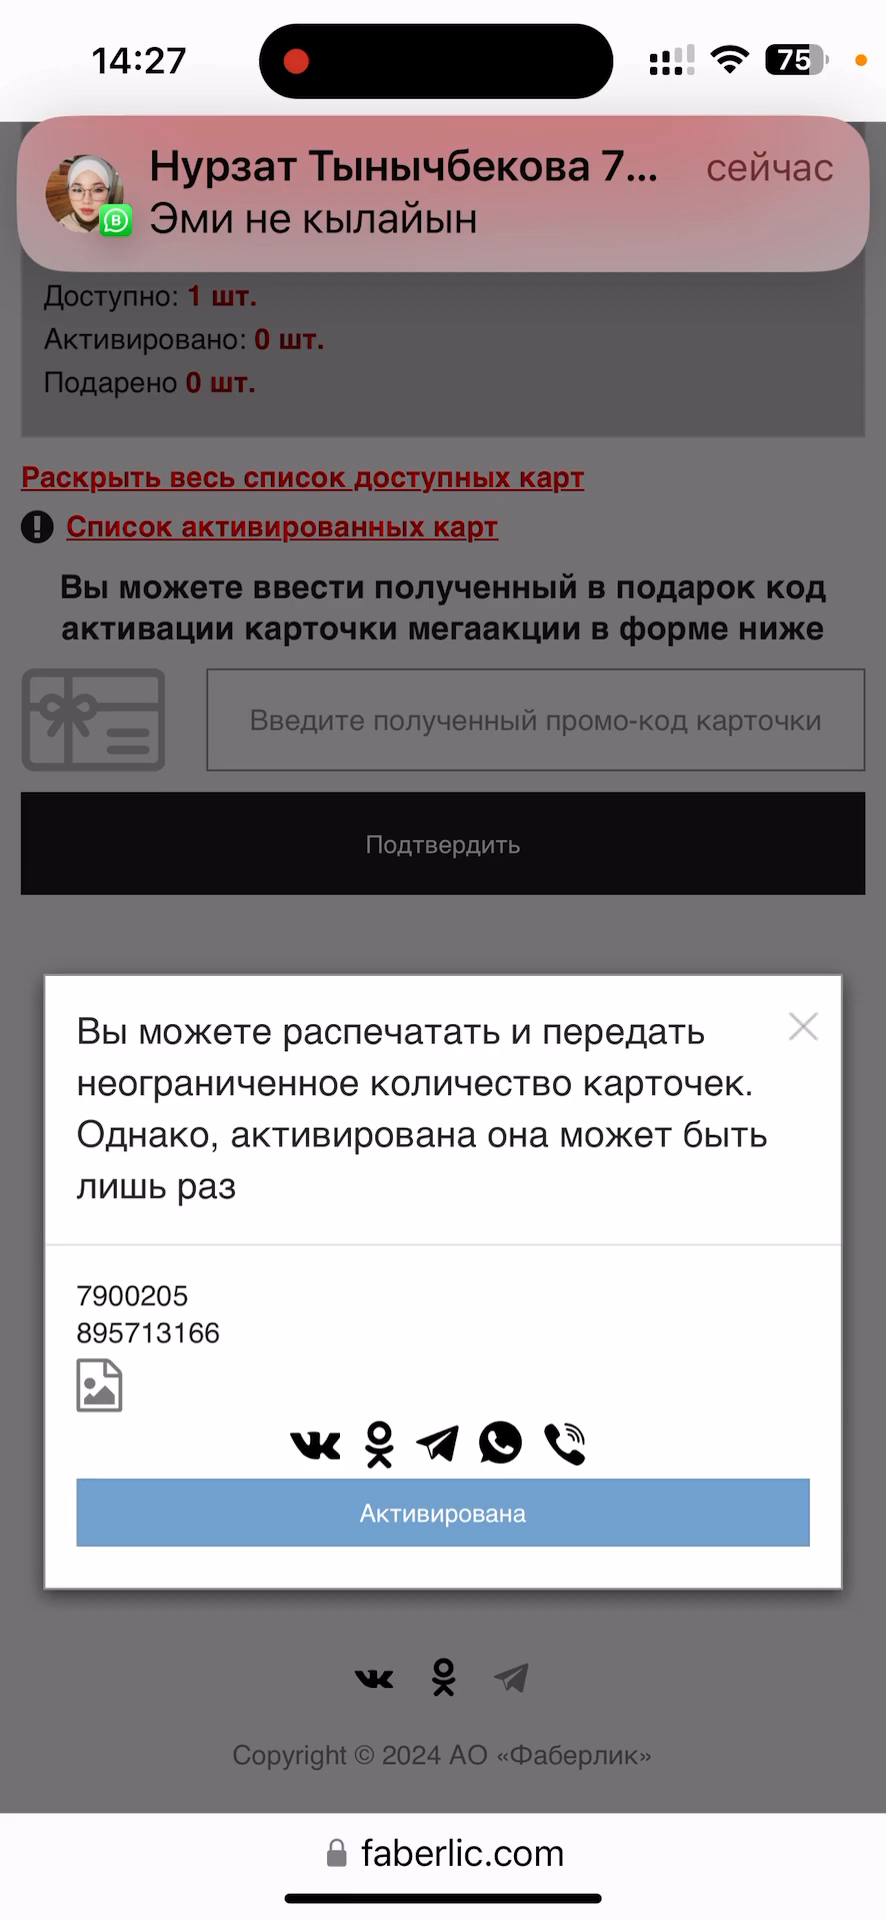 14:27
75
Нурзат Тынычбекова 7...
сейчас
Эми не кылайын
Доступно: 1 шт.
Активировано: 0 шт.
Подарено 0 шт.
Раскрыть весь список доступных карт
Список активированных карт
Вы можете ввести полученный в подарок код
активации карточки мегаакции в форме ниже
Введите полученный промо-код карточки
Подтвердить
Вы можете распечатать и передать
неограниченное количество карточек.
Однако, активирована она может быть
лишь раз
7900205
895713166
Активирована
Copyright © 2024 АО «Фаберлик»
faberlic.com